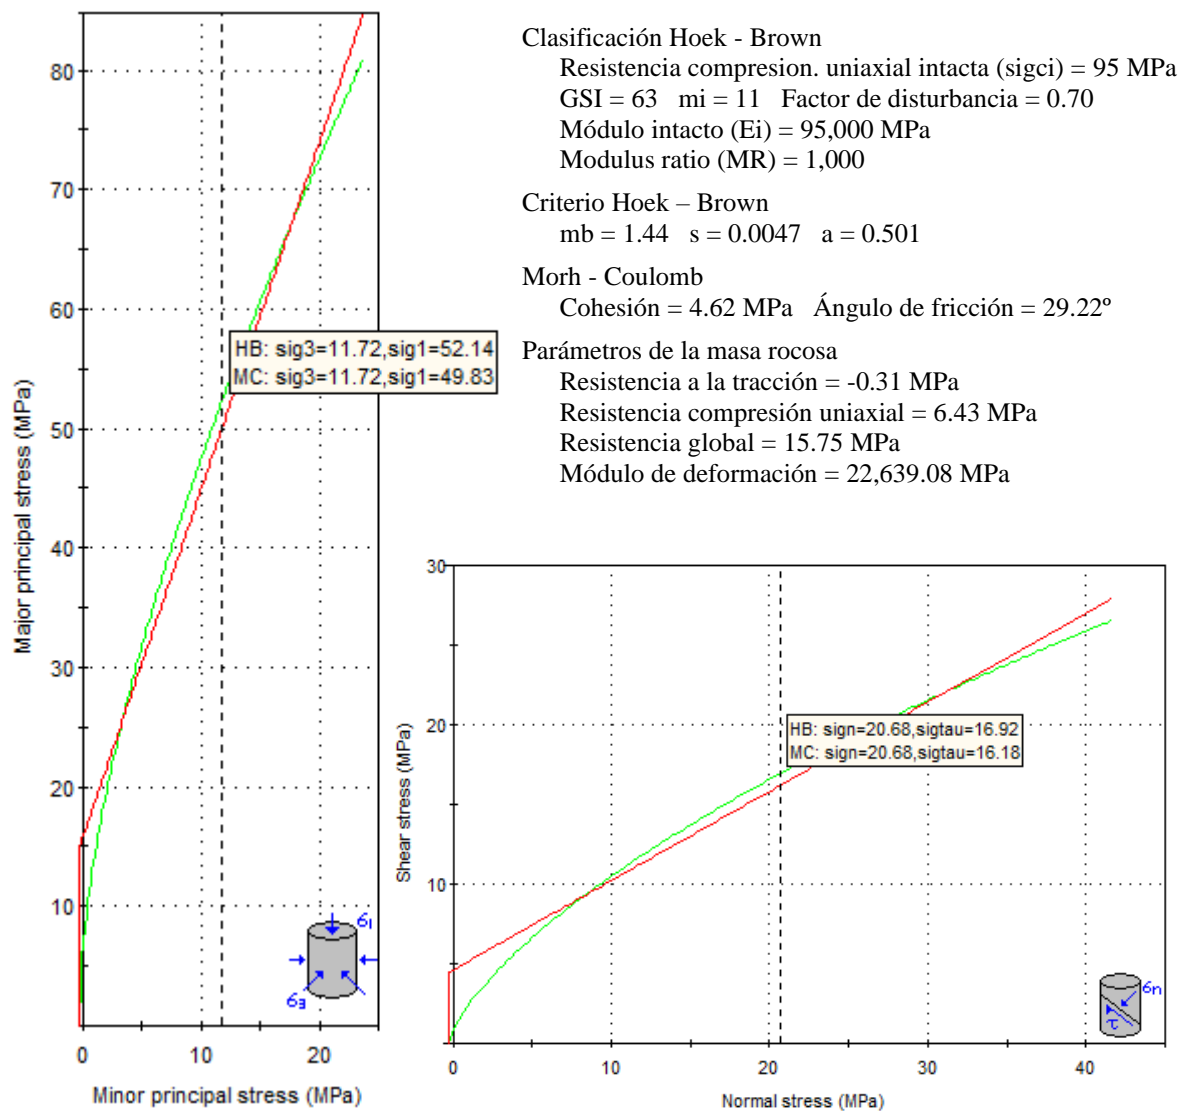 Clasificación Hoek - Brown
Resistencia compresion. uniaxial intacta (sigci) = 95 MPa
GSI = 63 mi = 11 Factor de disturbancia = 0.70
Módulo intacto (Ei) = 95,000 MPa
Modulus ratio (MR) = 1,000
Criterio Hoek – Brown
mb = 1.44 s = 0.0047 a = 0.501
Morh - Coulomb
Cohesión = 4.62 MPa Ángulo de fricción = 29.22º
Parámetros de la masa rocosa
Resistencia a la tracción = -0.31 MPa
Resistencia compresión uniaxial = 6.43 MPa
Resistencia global = 15.75 MPa
Módulo de deformación = 22,639.08 MPa
Major principal stress (MPa)
80
70
60
50
40
30
20
10
HB: sig3=11.72,sig1=52.14
MC: sig3=11.72,sig1=49.83
σ1
σ3
0 10 20
Minor principal stress (MPa)
Shear stress (MPa)
30
20
10
HB: sign=20.68,sigtau=16.92
MC: sign=20.68,sigtau=16.18
σn
τ
0 10 20 30 40
Normal stress (MPa)